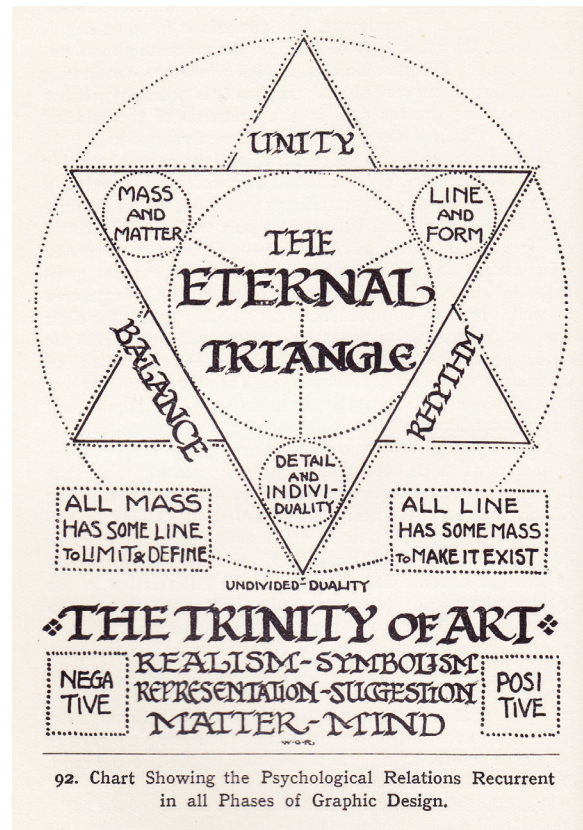 UNITY
MASS
AND
MATTER
LINE
AND
FORM
THE
ETERNAL
TRIANGLE
BALANCE
RHYTHM
DETAIL
AND
INDIVI-
DUALITY
ALL MASS
HAS SOME LINE
TO LIMIT & DEFINE
ALL LINE
HAS SOME MASS
TO MAKE IT EXIST
UNDIVIDED-DUALITY
THE TRINITY OF ART
NEGA
TIVE
REALISM-SYMBOLISM
REPRESENTATION-SUGGESTION
MATTER-MIND
POSI
TIVE
W·G·R·
92. Chart Showing the Psychological Relations Recurrent
in all Phases of Graphic Design.